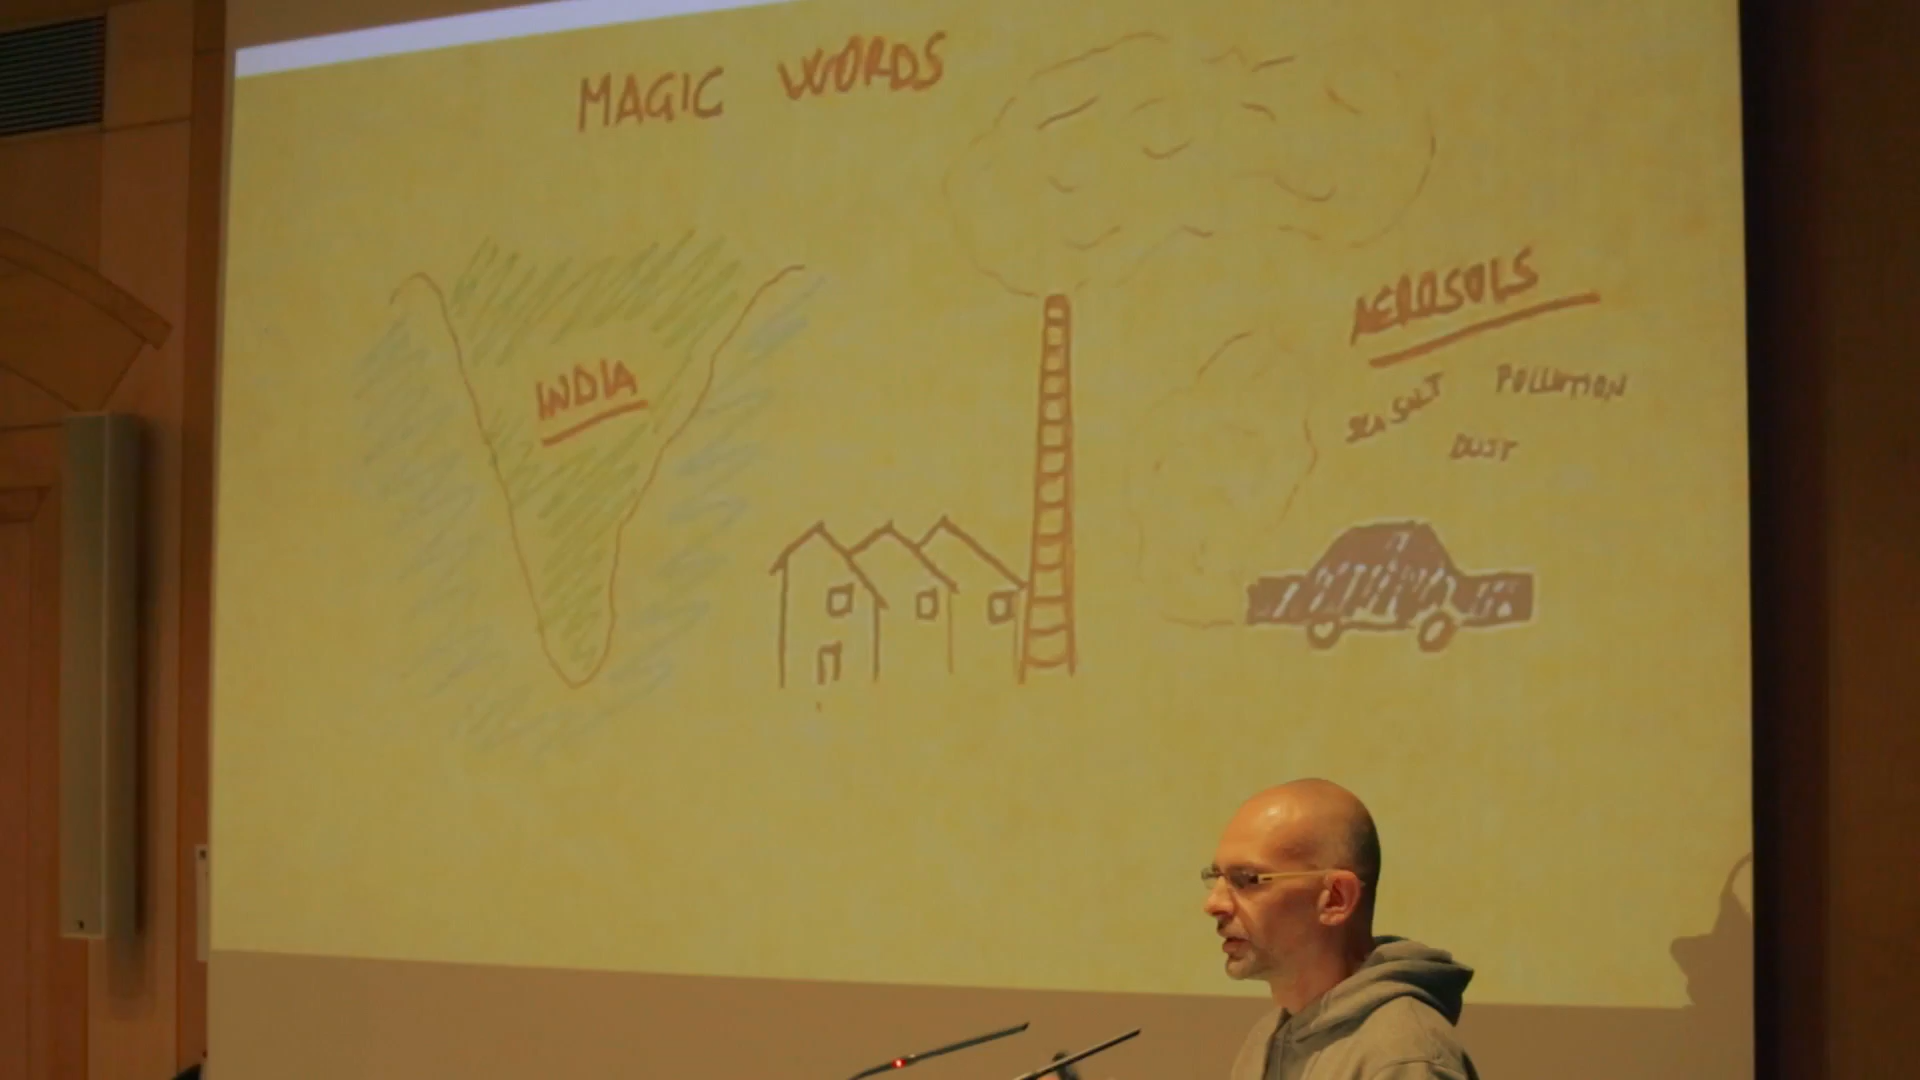 MAGIC WORDS
INDIA
AEROSOLS
SEA SALT
POLLUTION
DUST